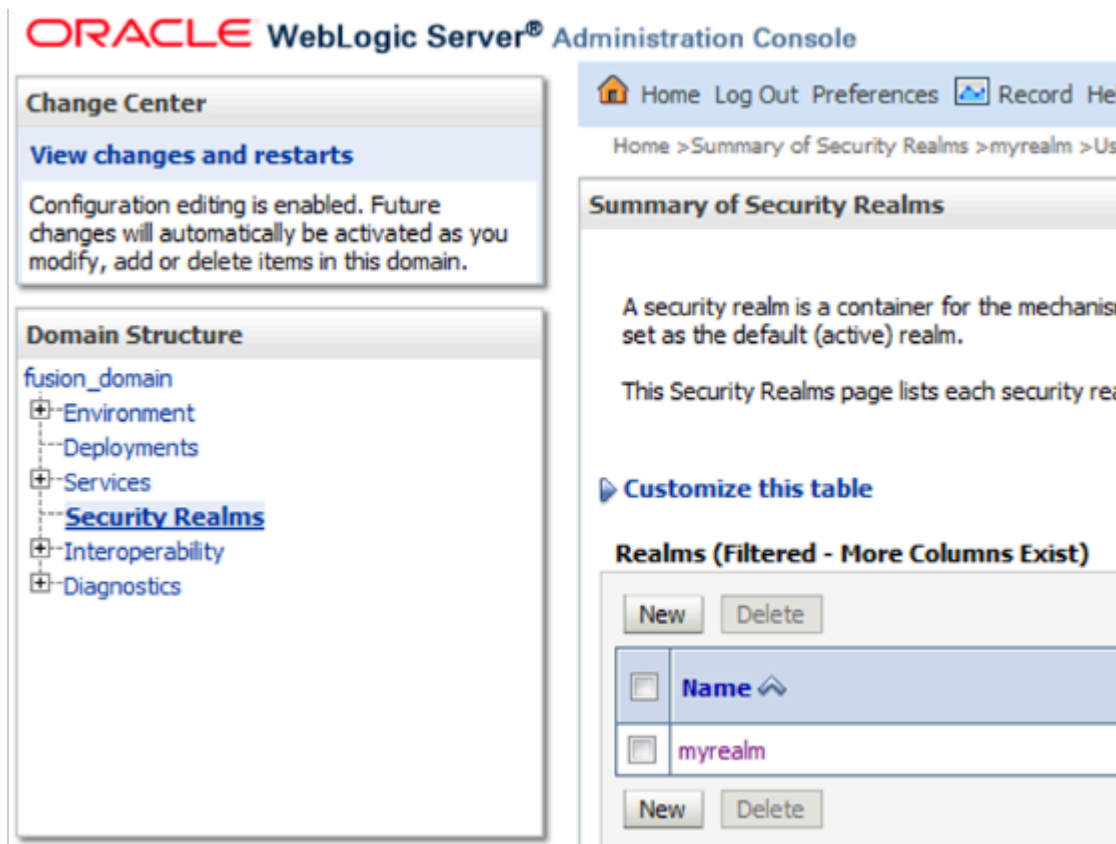 ORACLE WebLogic Server® Administration Console
Change Center
View changes and restarts
Configuration editing is enabled. Future
changes will automatically be activated as you
modify, add or delete items in this domain.
Domain Structure
fusion_domain
Environment
Deployments
Services
Security Realms
Interoperability
Diagnostics
Home Log Out Preferences Record
Home >Summary of Security Realms >myrealm >
Summary of Security Realms
A security realm is a container for the
set as the default (active) realm.
This Security Realms page lists each security
Customize this table
Realms (Filtered - More Columns Exist)
New Delete
Name
myrealm
New Delete